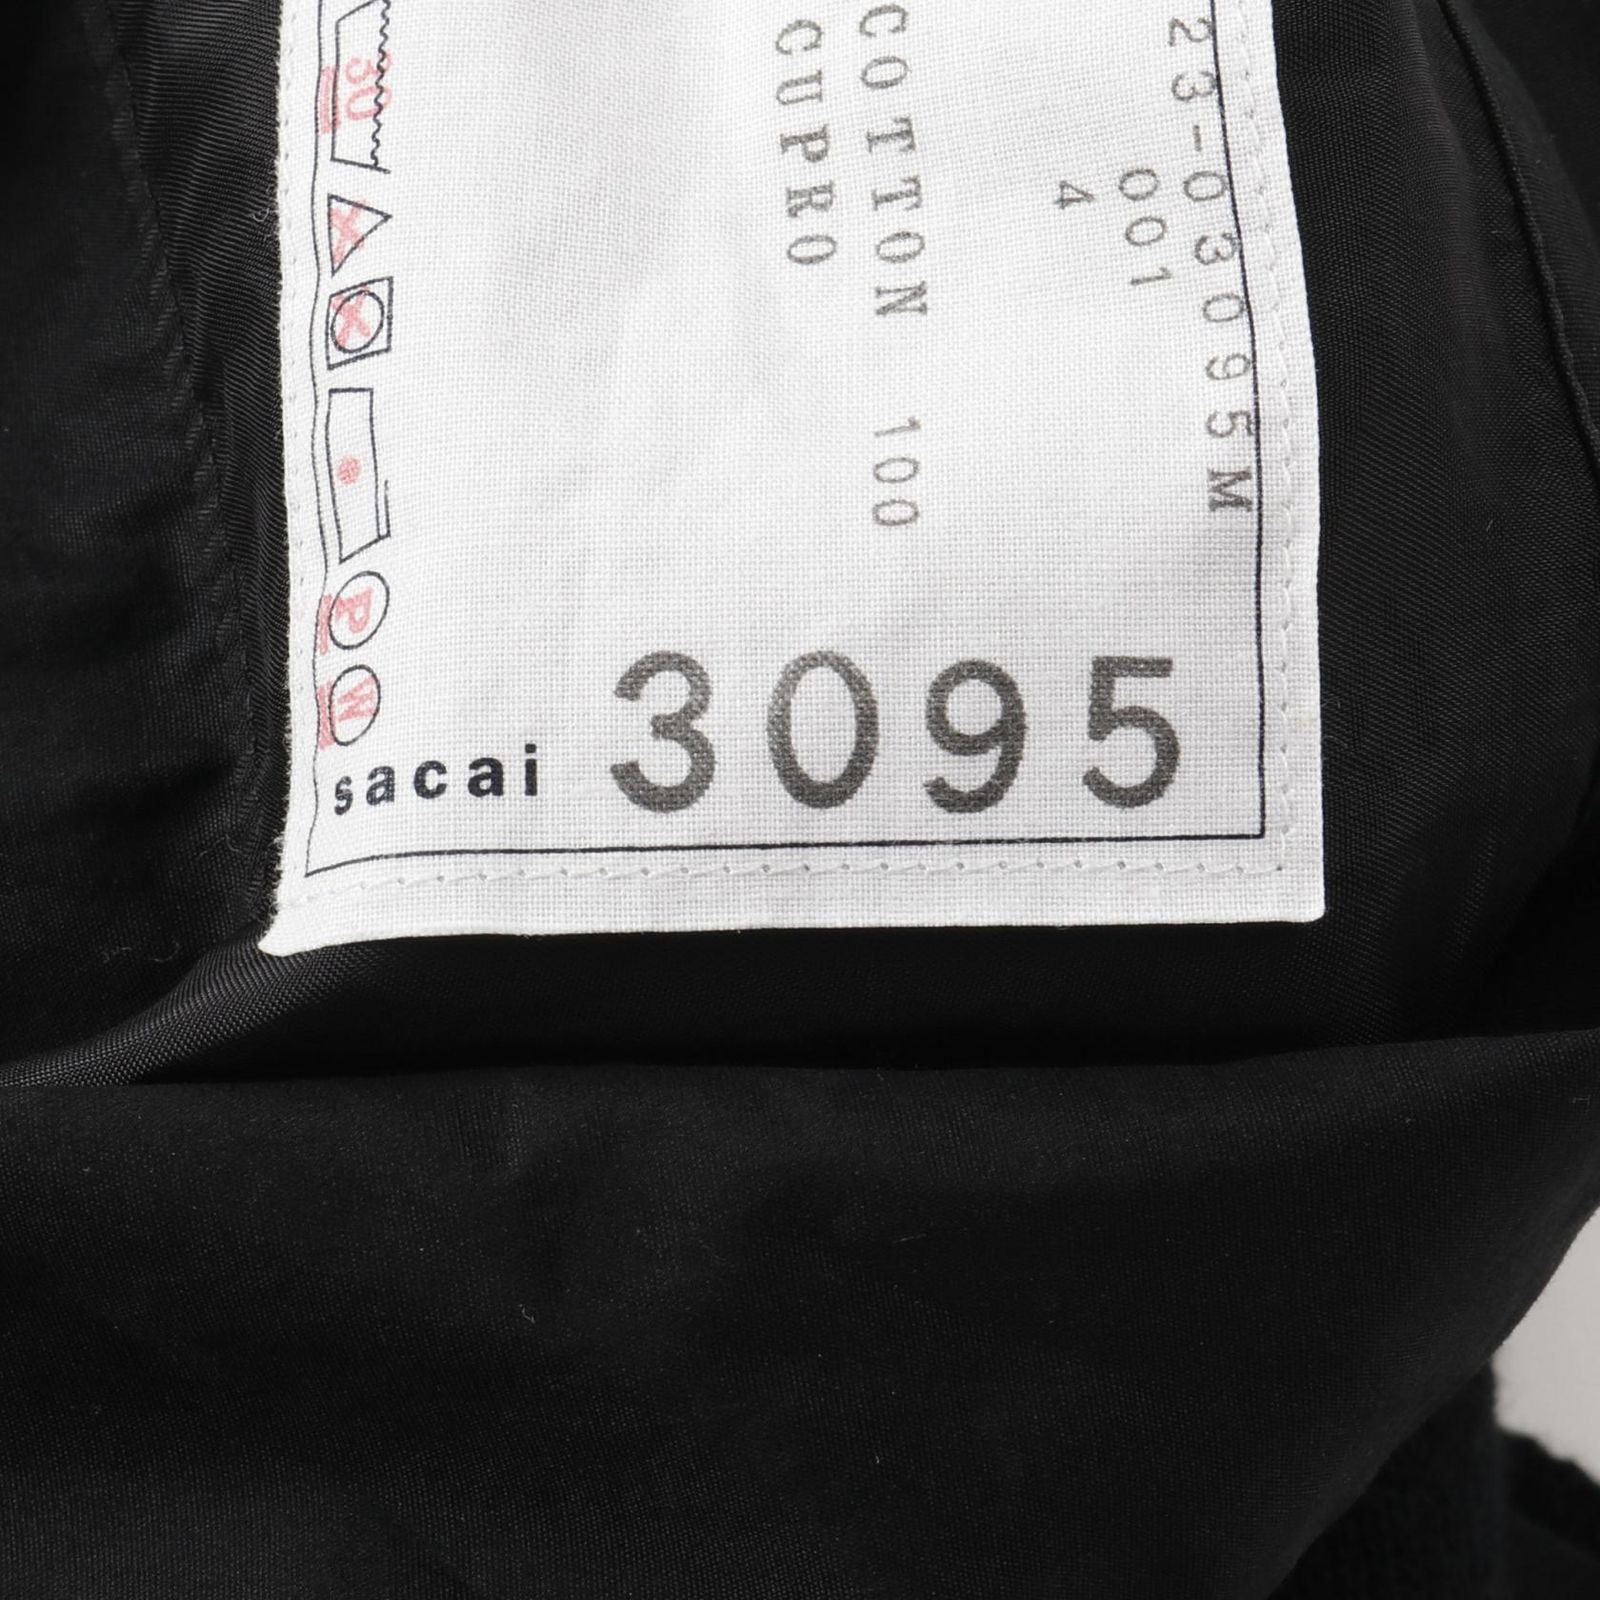 23-03095M
001
4
COTTON 100
CUPRO
30
P
W
sacai 3095